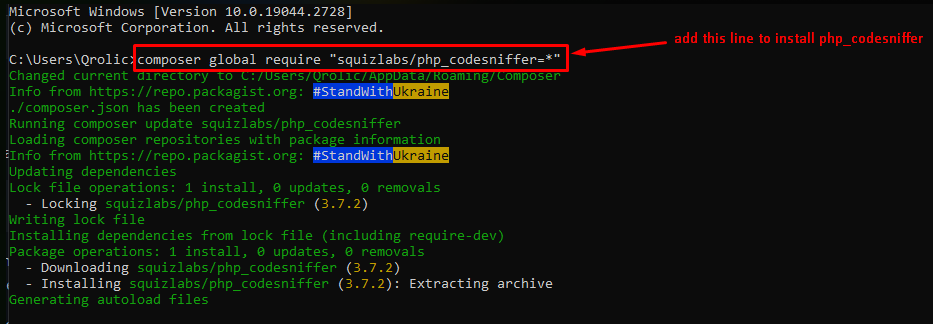 Microsoft Windows [Version 10.0.19044.2728]
(c) Microsoft Corporation. All rights reserved.
add this line to install php_codesniffer
C:\Users\Qrolic>composer global require "squizlabs/php_codesniffer=*"
Changed current directory to C:/Users/Qrolic/AppData/Roaming/Composer
Info from https://repo.packagist.org: #StandWithUkraine
./composer.json has been created
Running composer update squizlabs/php_codesniffer
Loading composer repositories with package information
Info from https://repo.packagist.org: #StandWithUkraine
Updating dependencies
Lock file operations: 1 install, 0 updates, 0 removals
- Locking squizlabs/php_codesniffer (3.7.2)
Writing lock file
Installing dependencies from lock file (including require-dev)
Package operations: 1 install, 0 updates, 0 removals
- Downloading squizlabs/php_codesniffer (3.7.2)
- Installing squizlabs/php_codesniffer (3.7.2): Extracting archive
Generating autoload files